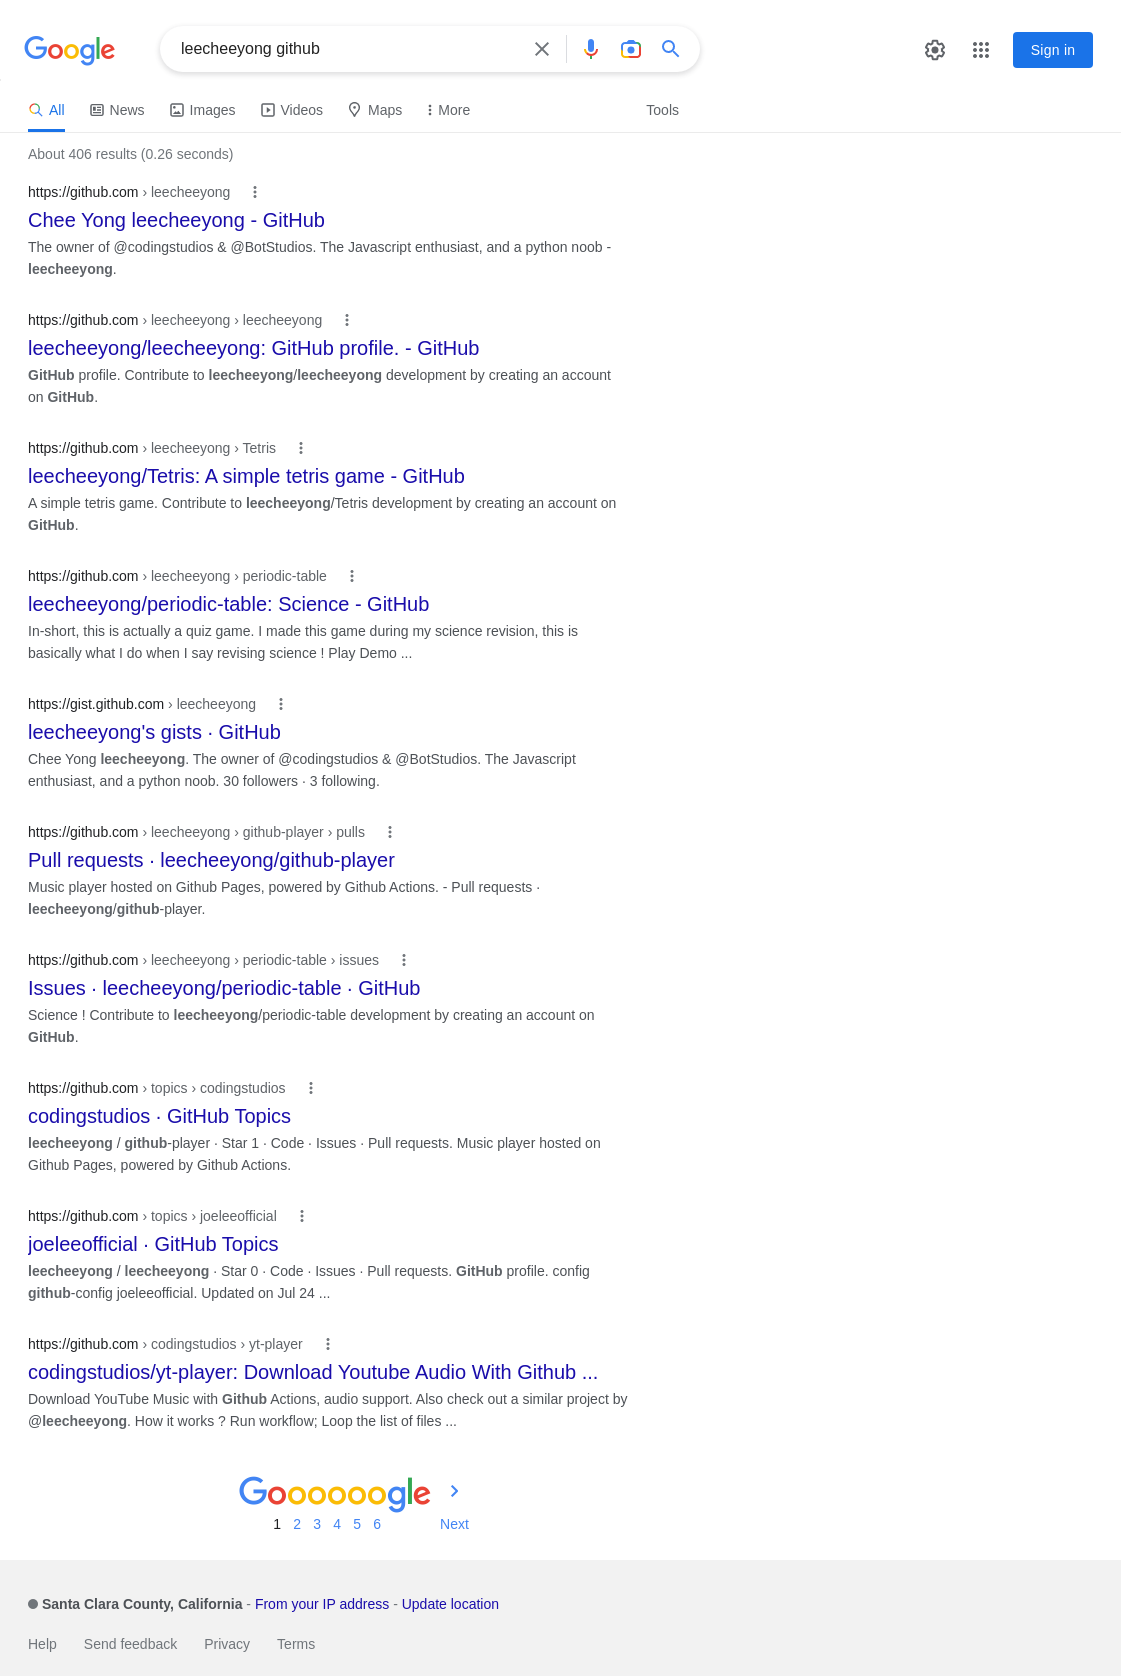 Google
leecheeyong github
Sign in
All News Images Videos Maps More Tools
About 406 results (0.26 seconds)
https://github.com › leecheeyong
Chee Yong leecheeyong - GitHub
The owner of @codingstudios & @BotStudios. The Javascript enthusiast, and a python noob -
leecheeyong.
https://github.com › leecheeyong › leecheeyong
leecheeyong/leecheeyong: GitHub profile. - GitHub
GitHub profile. Contribute to leecheeyong/leecheeyong development by creating an account
on GitHub.
https://github.com › leecheeyong › Tetris
leecheeyong/Tetris: A simple tetris game - GitHub
A simple tetris game. Contribute to leecheeyong/Tetris development by creating an account on
GitHub.
https://github.com › leecheeyong › periodic-table
leecheeyong/periodic-table: Science - GitHub
In-short, this is actually a quiz game. I made this game during my science revision, this is
basically what I do when I say revising science ! Play Demo ...
https://gist.github.com › leecheeyong
leecheeyong's gists · GitHub
Chee Yong leecheeyong. The owner of @codingstudios & @BotStudios. The Javascript
enthusiast, and a python noob. 30 followers · 3 following.
https://github.com › leecheeyong › github-player › pulls
Pull requests · leecheeyong/github-player
Music player hosted on Github Pages, powered by Github Actions. - Pull requests ·
leecheeyong/github-player.
https://github.com › leecheeyong › periodic-table › issues
Issues · leecheeyong/periodic-table · GitHub
Science ! Contribute to leecheeyong/periodic-table development by creating an account on
GitHub.
https://github.com › topics › codingstudios
codingstudios · GitHub Topics
leecheeyong / github-player · Star 1 · Code · Issues · Pull requests. Music player hosted on
Github Pages, powered by Github Actions.
https://github.com › topics › joeleeofficial
joeleeofficial · GitHub Topics
leecheeyong / leecheeyong · Star 0 · Code · Issues · Pull requests. GitHub profile. config
github-config joeleeofficial. Updated on Jul 24 ...
https://github.com › codingstudios › yt-player
codingstudios/yt-player: Download Youtube Audio With Github ...
Download YouTube Music with Github Actions, audio support. Also check out a similar project by
@leecheeyong. How it works ? Run workflow; Loop the list of files ...
Goooooogle
1 2 3 4 5 6 Next
Santa Clara County, California - From your IP address - Update location
Help Send feedback Privacy Terms